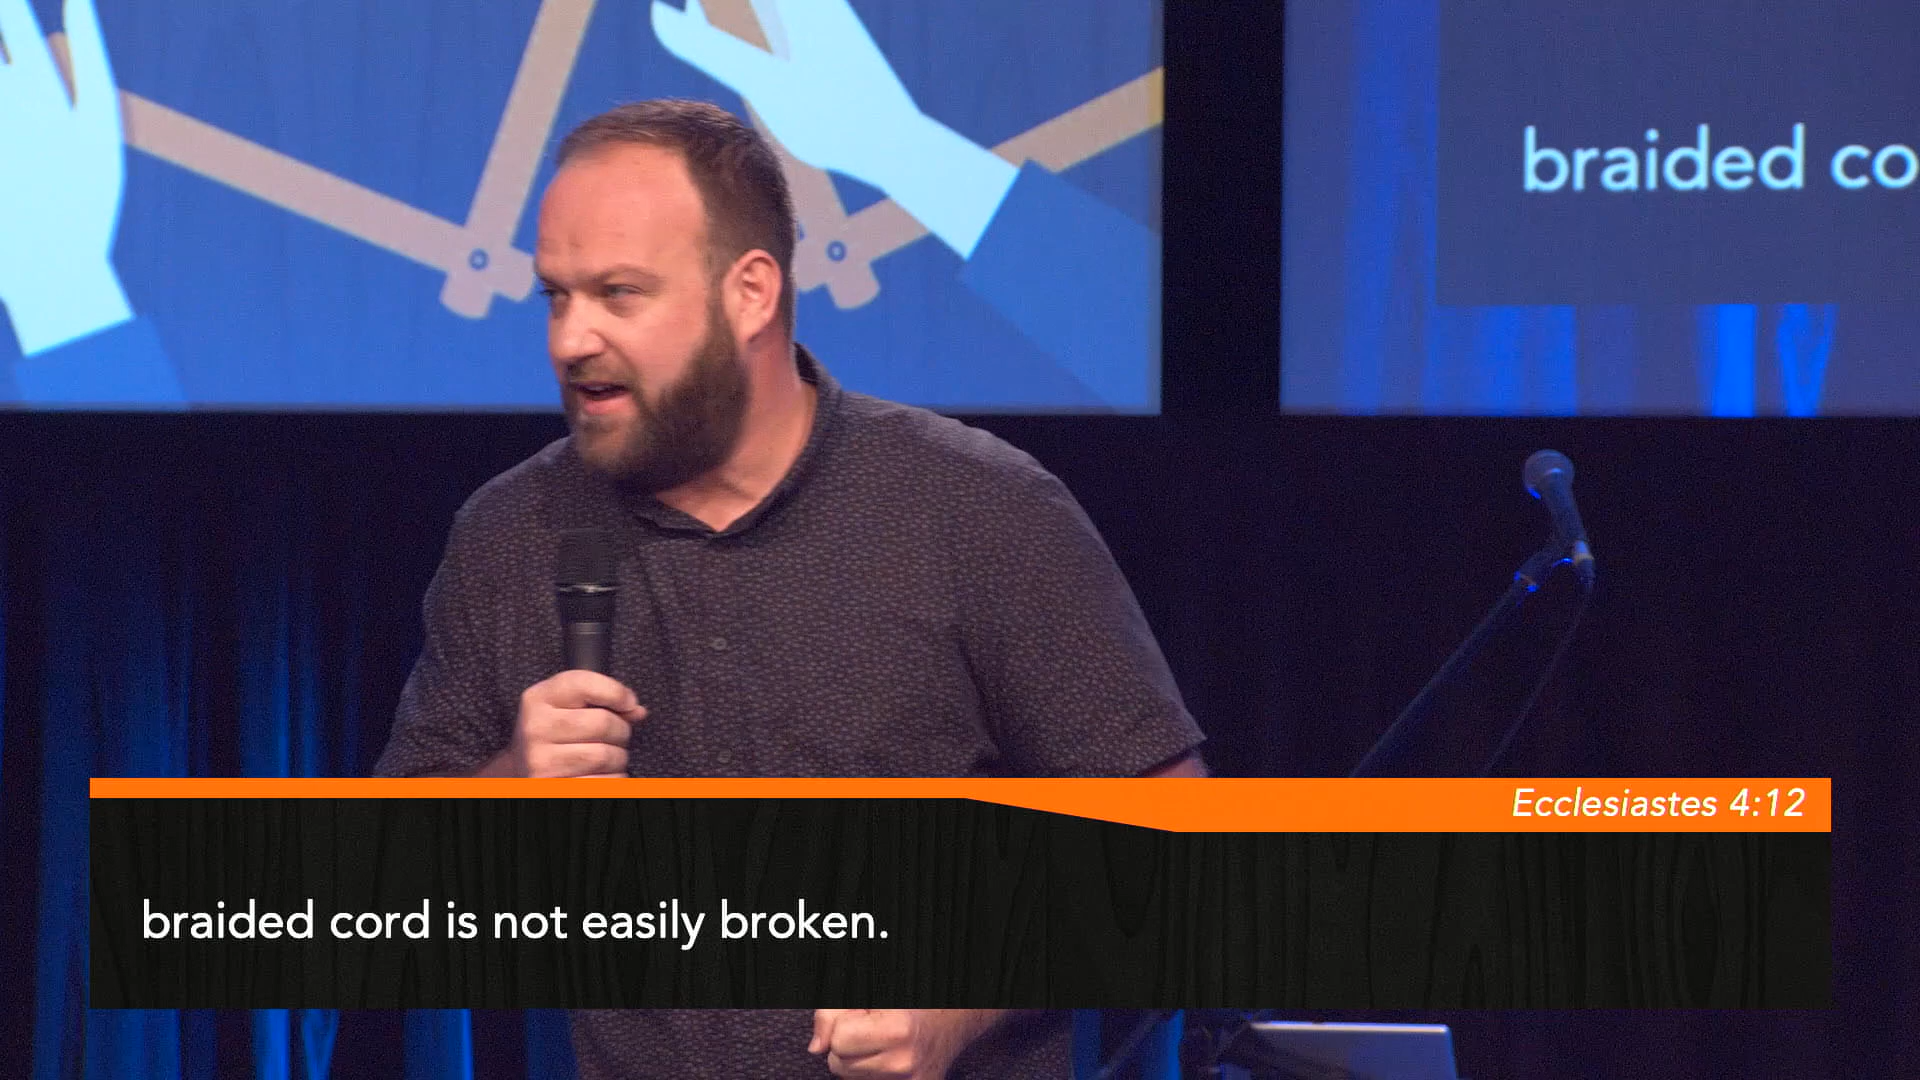 braided co
Ecclesiastes 4:12
braided cord is not easily broken.